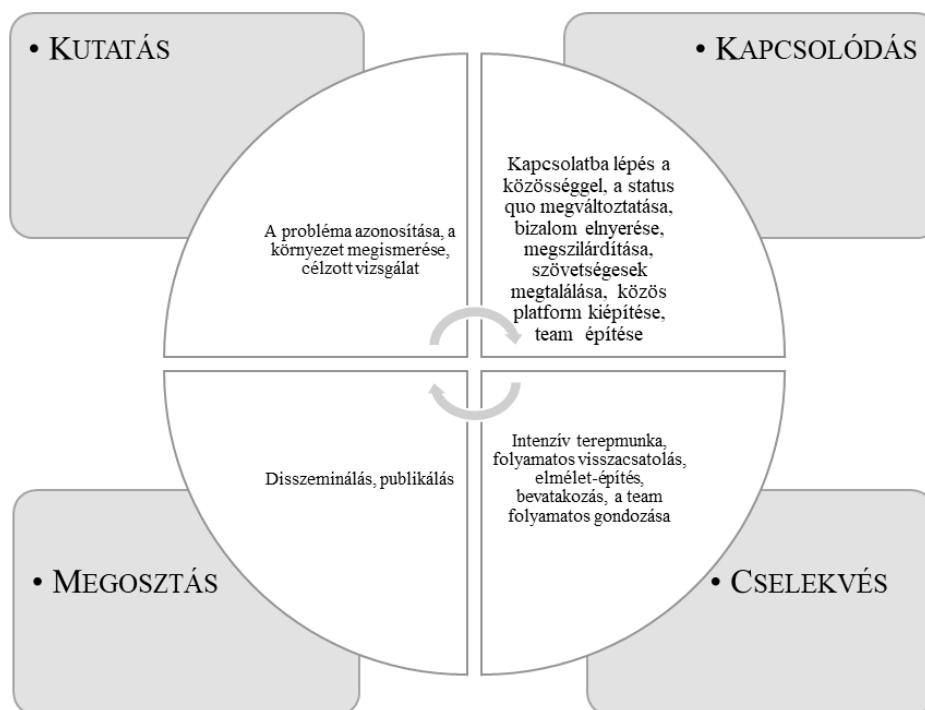 • KUTATÁS
A probléma azonosítása, a
környezet megismerése,
célzott vizsgálat
• KAPCSOLÓDÁS
Kapcsolatba lépés a
közösséggel, a status
quo megváltoztatása,
bizalom elnyerése,
megszilárdítása,
szövetségesek
megtalálása, közös
platform kiépítése,
team építése
• MEGOSZTÁS
Disszeminálás, publikálás
• CSELEKVÉS
Intenzív terepmunka,
folyamatos visszacsatolás,
elmélet-építés,
bevatakozás, a team
folyamatos gondozása